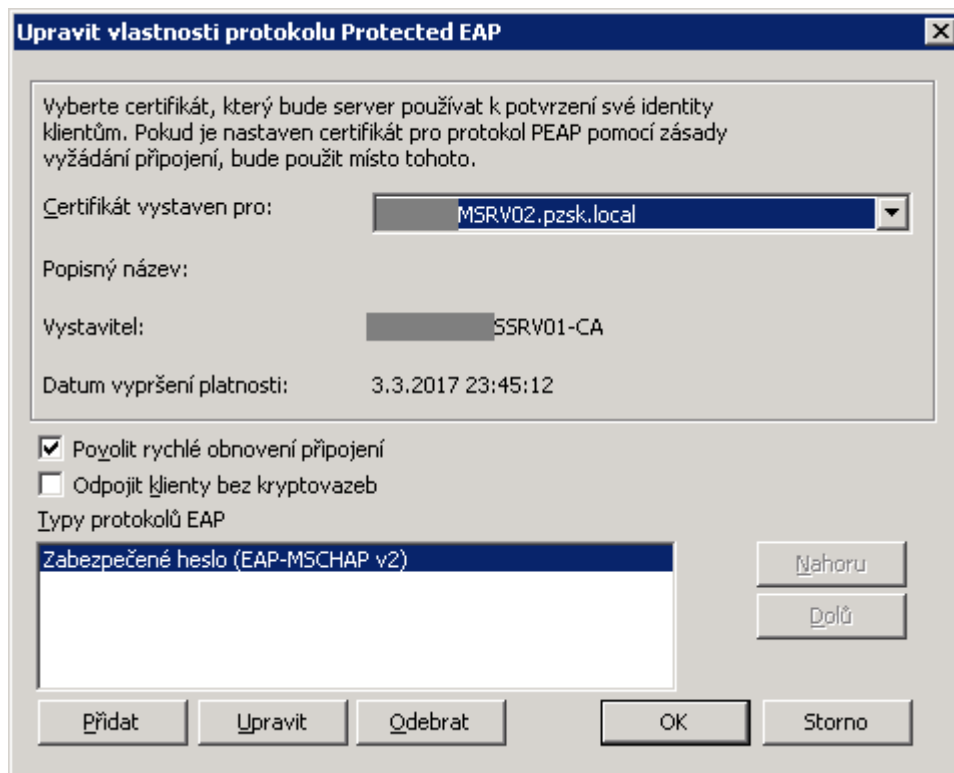 Upravit vlastnosti protokolu Protected EAP
Vyberte certifikát, který bude server používat k potvrzení své identity
klientům. Pokud je nastaven certifikát pro protokol PEAP pomocí zásady
vyžádání připojení, bude použit místo tohoto.
Certifikát vystaven pro: MSRV02.pzsk.local
Popisný název:
Vystavitel: SSRV01-CA
Datum vypršení platnosti: 3.3.2017 23:45:12
Povolit rychlé obnovení připojení
Odpojit klienty bez kryptovazeb
Typy protokolů EAP
Zabezpečené heslo (EAP-MSCHAP v2)
Nahoru
Dolů
Přidat Upravit Odebrat OK Storno